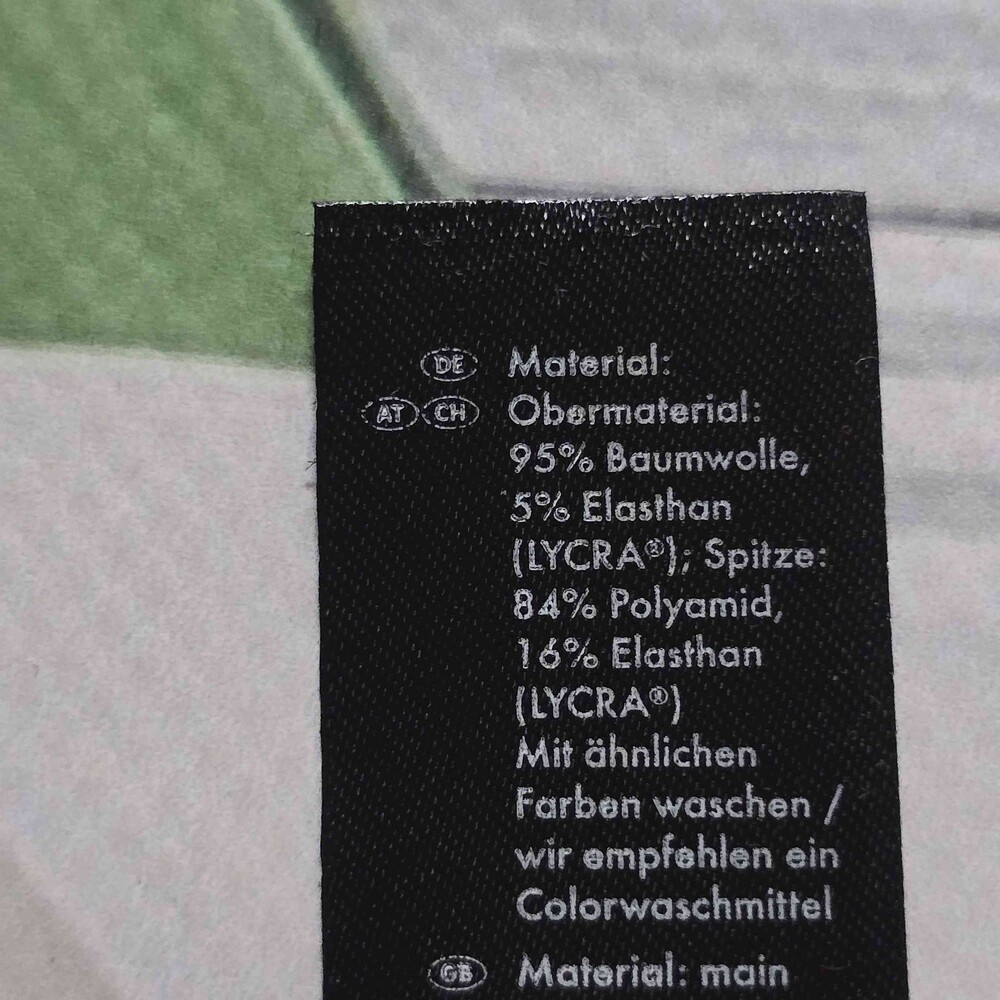 DE Material:
AT CH Obermaterial:
95% Baumwolle,
5% Elasthan
(LYCRA®); Spitze:
84% Polyamid,
16% Elasthan
(LYCRA®)
Mit ähnlichen
Farben waschen /
wir empfehlen ein
Colorwaschmittel
GB Material: main